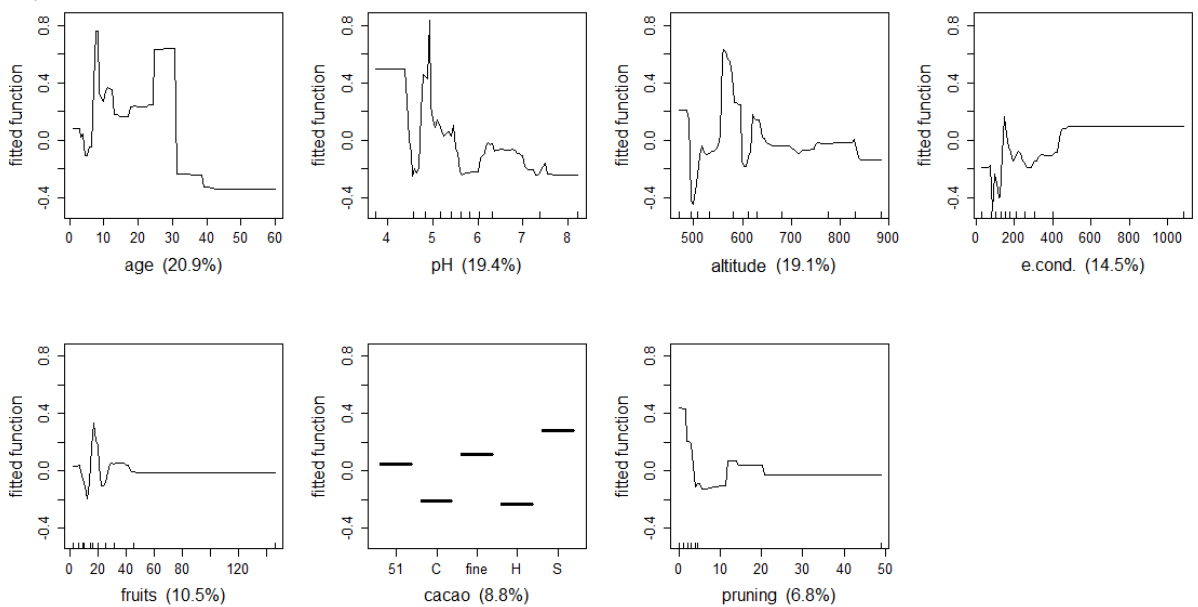 fitted function
-0.4 0.0 0.4 0.8
0 10 20 30 40 50 60
age (20.9%)
fitted function
-0.4 0.0 0.4 0.8
4 5 6 7 8
pH (19.4%)
fitted function
-0.4 0.0 0.4 0.8
500 600 700 800 900
altitude (19.1%)
fitted function
-0.4 0.0 0.4 0.8
0 200 400 600 800 1000
e.cond. (14.5%)
fitted function
-0.4 0.0 0.4 0.8
0 20 40 60 80 120
fruits (10.5%)
fitted function
-0.4 0.0 0.4 0.8
51 C fine H S
cacao (8.8%)
fitted function
-0.4 0.0 0.4 0.8
0 10 20 30 40 50
pruning (6.8%)